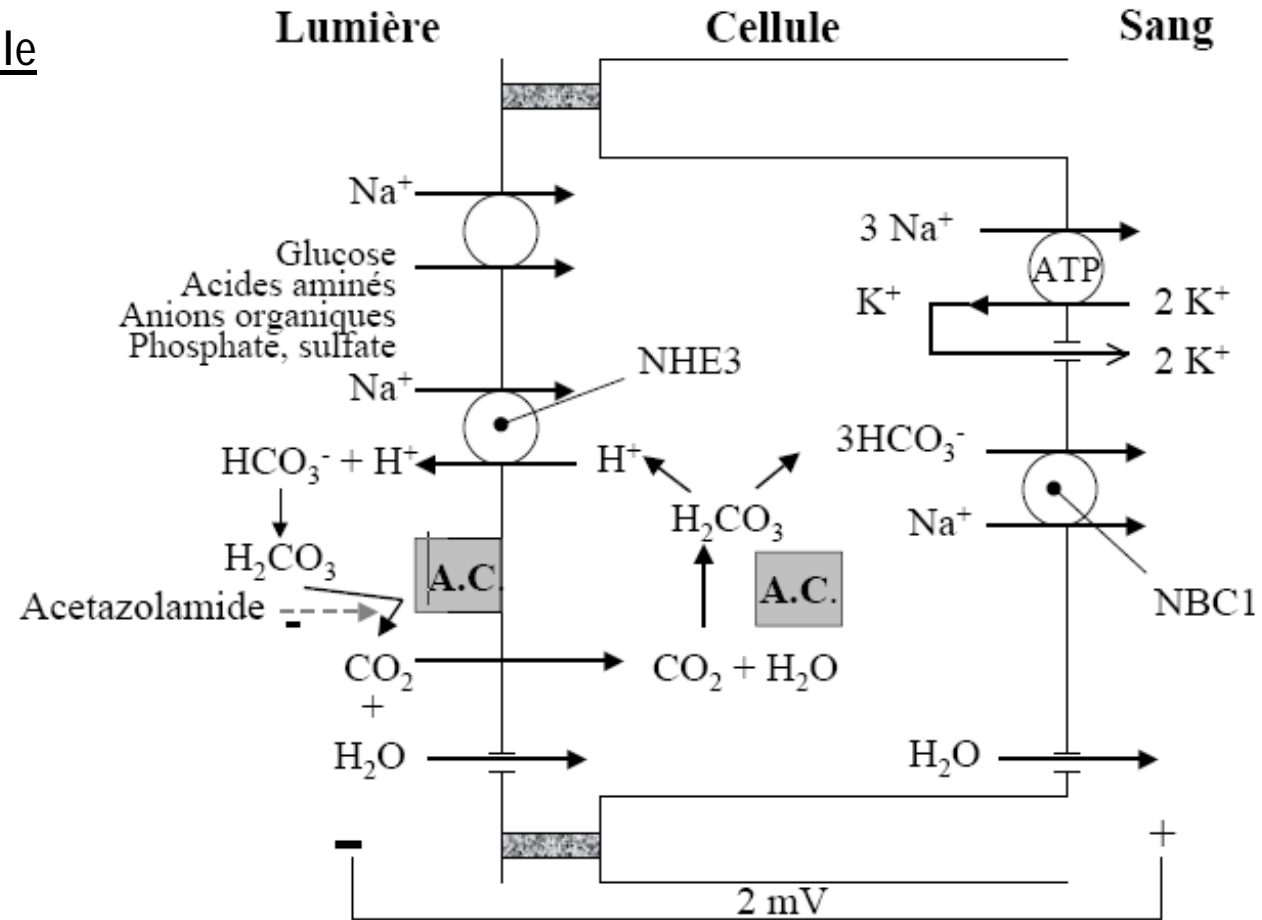 le
Lumière Cellule Sang
Na⁺
Glucose
Acides aminés
Anions organiques
Phosphate, sulfate
3 Na⁺
ATP
K⁺ 2 K⁺
2 K⁺
Na⁺ NHE3
HCO₃⁻ + H⁺ H⁺ 3HCO₃⁻
H₂CO₃ Na⁺
H₂CO₃ A.C. A.C.
Acetazolamide - NBC1
CO₂ CO₂ + H₂O
+
H₂O H₂O
- +
2 mV